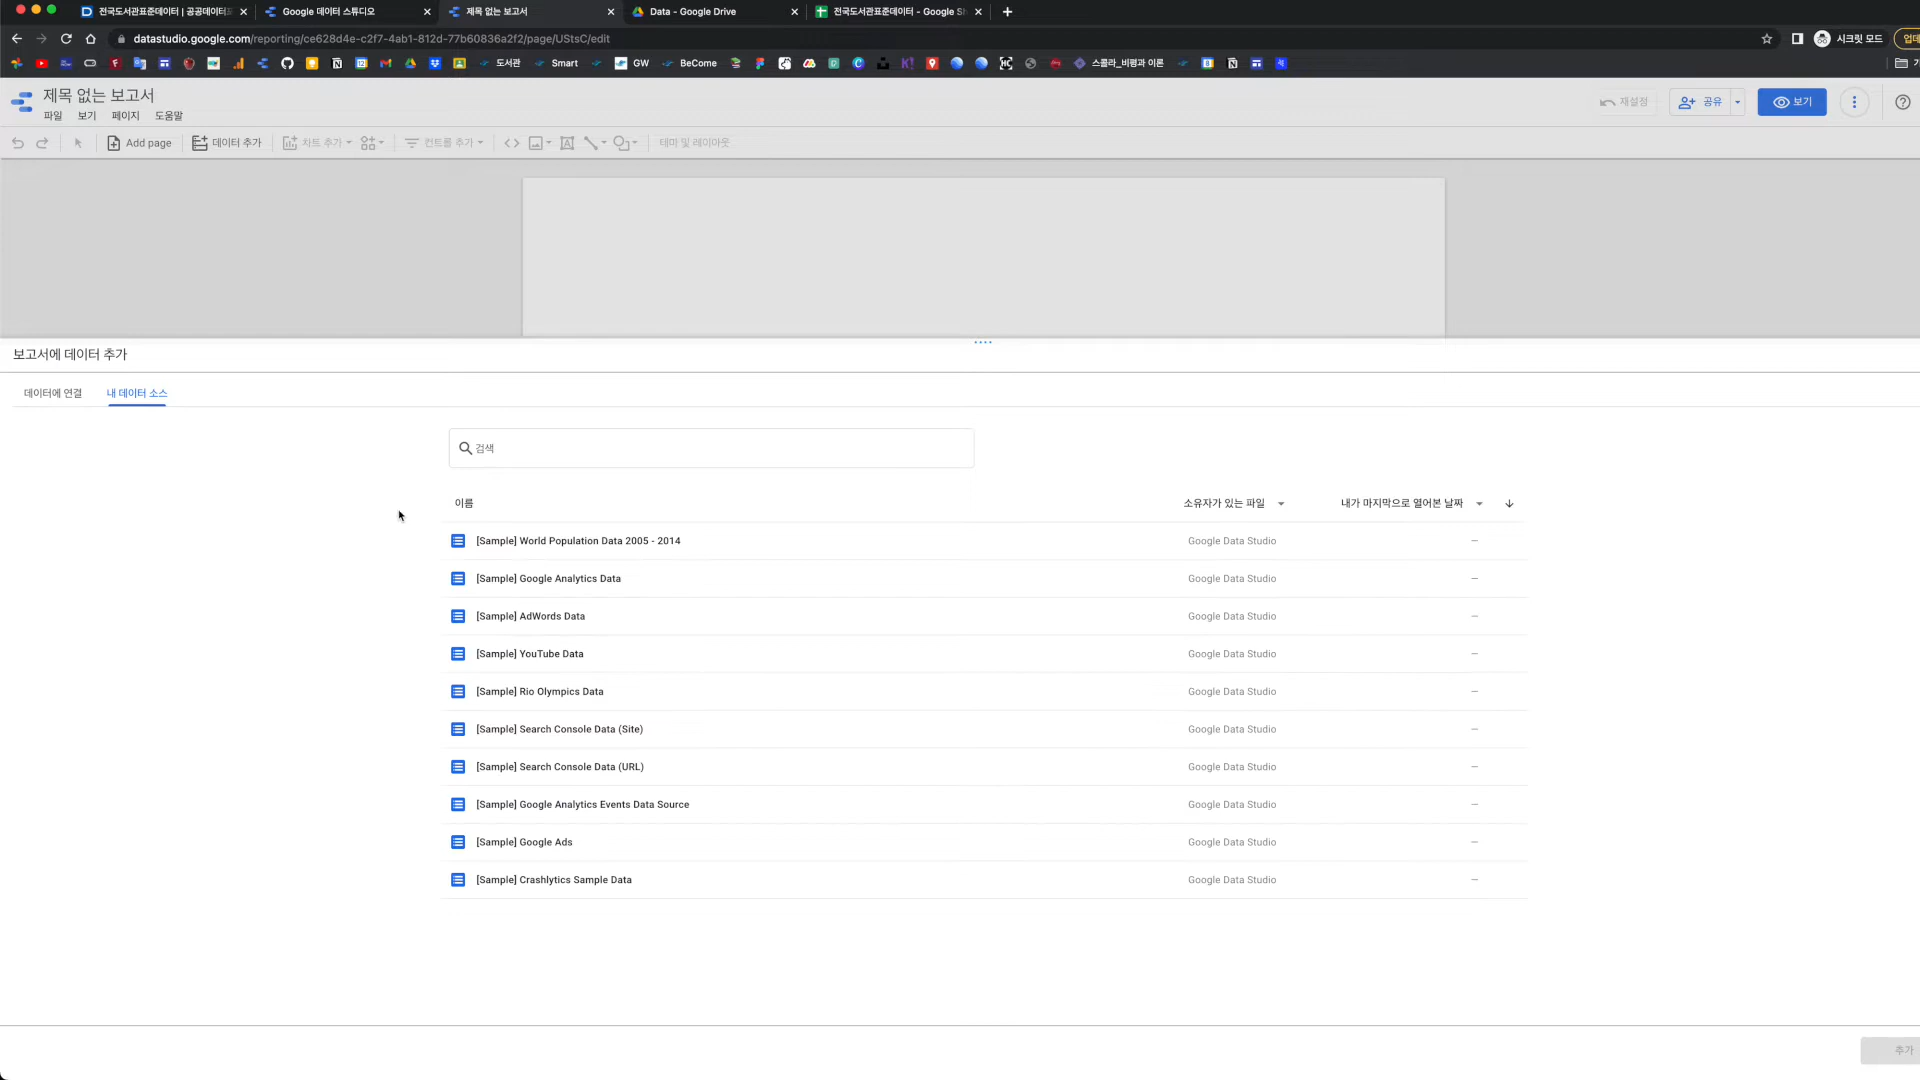 전국도서관표준데이터 | 공공데이터포
Google 데이터 스튜디오
제목 없는 보고서
Data - Google Drive
전국도서관표준데이터 - Google Sh
datastudio.google.com/reporting/ce628d4e-c2f7-4ab1-812d-77b60836a2f2/page/UStsC/edit
시크릿 모드
업데
도서관
Smart
GW
BeCome
스콜라_비평과 이론
제목 없는 보고서
파일 보기 페이지 도움말
재설정
공유
보기
Add page
데이터 추가
차트 추가
컨트롤 추가
테마 및 레이아웃
보고서에 데이터 추가
데이터에 연결 내 데이터 소스
검색
이름 소유자가 있는 파일 내가 마지막으로 열어본 날짜
[Sample] World Population Data 2005 - 2014 Google Data Studio –
[Sample] Google Analytics Data Google Data Studio –
[Sample] AdWords Data Google Data Studio –
[Sample] YouTube Data Google Data Studio –
[Sample] Rio Olympics Data Google Data Studio –
[Sample] Search Console Data (Site) Google Data Studio –
[Sample] Search Console Data (URL) Google Data Studio –
[Sample] Google Analytics Events Data Source Google Data Studio –
[Sample] Google Ads Google Data Studio –
[Sample] Crashlytics Sample Data Google Data Studio –
추가